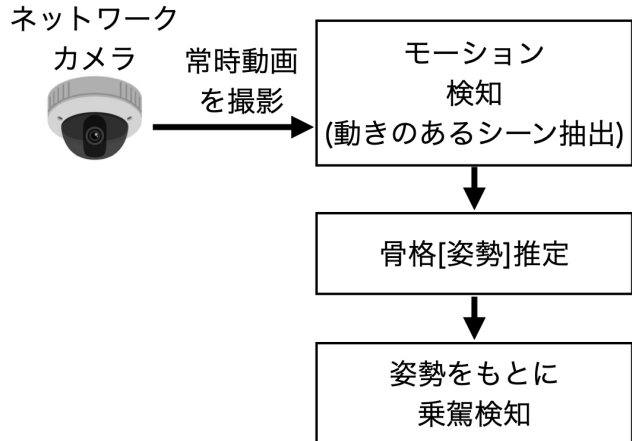 ネットワーク
カメラ
常時動画
を撮影
モーション
検知
(動きのあるシーン抽出)
骨格[姿勢]推定
姿勢をもとに
乗駕検知